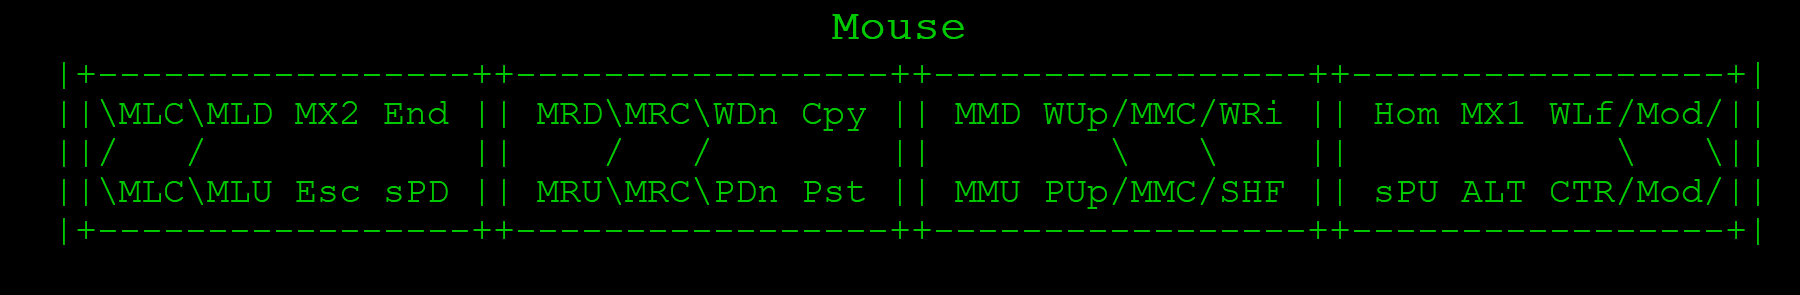 Mouse
|+-----------------++-----------------++-----------------++-----------------+|
||\MLC\MLD MX2 End || MRD\MRC\WDn Cpy || MMD WUp/MMC/WRi || Hom MX1 WLf/Mod/||
||/   /            ||    /   /        ||       \   \     ||            \   \||
||\MLC\MLU Esc sPD || MRU\MRC\PDn Pst || MMU PUp/MMC/SHF || sPU ALT CTR/Mod/||
|+-----------------++-----------------++-----------------++-----------------+|